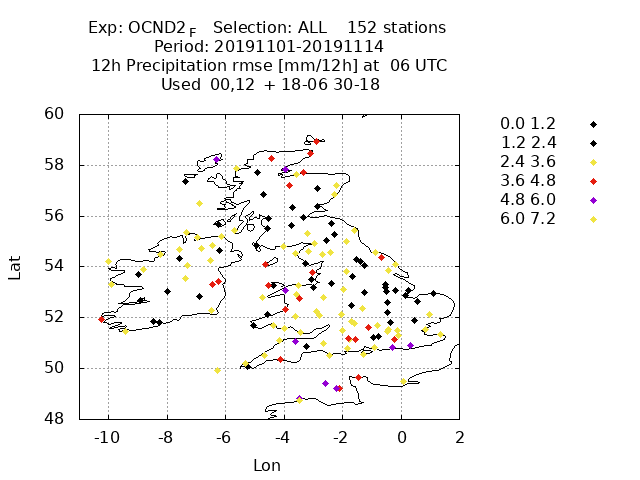 Exp: OCND2 F Selection: ALL 152 stations
Period: 20191101-20191114
12h Precipitation rmse [mm/12h] at 06 UTC
Used 00,12 + 18-06 30-18
60
58
56
54
52
50
48
Lat
-10 -8 -6 -4 -2 0 2
Lon
0.0 1.2
1.2 2.4
2.4 3.6
3.6 4.8
4.8 6.0
6.0 7.2